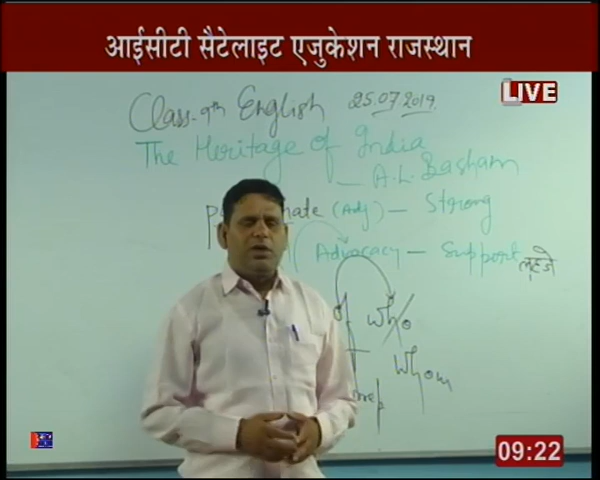 आईसीटी सैटेलाइट एजुकेशन राजस्थान
LIVE
Class-9th English 25.07.2019
The Heritage of India
- A.L. Basham
(Adj) - Strong
Advocacy - Support
of who
whom
09:22